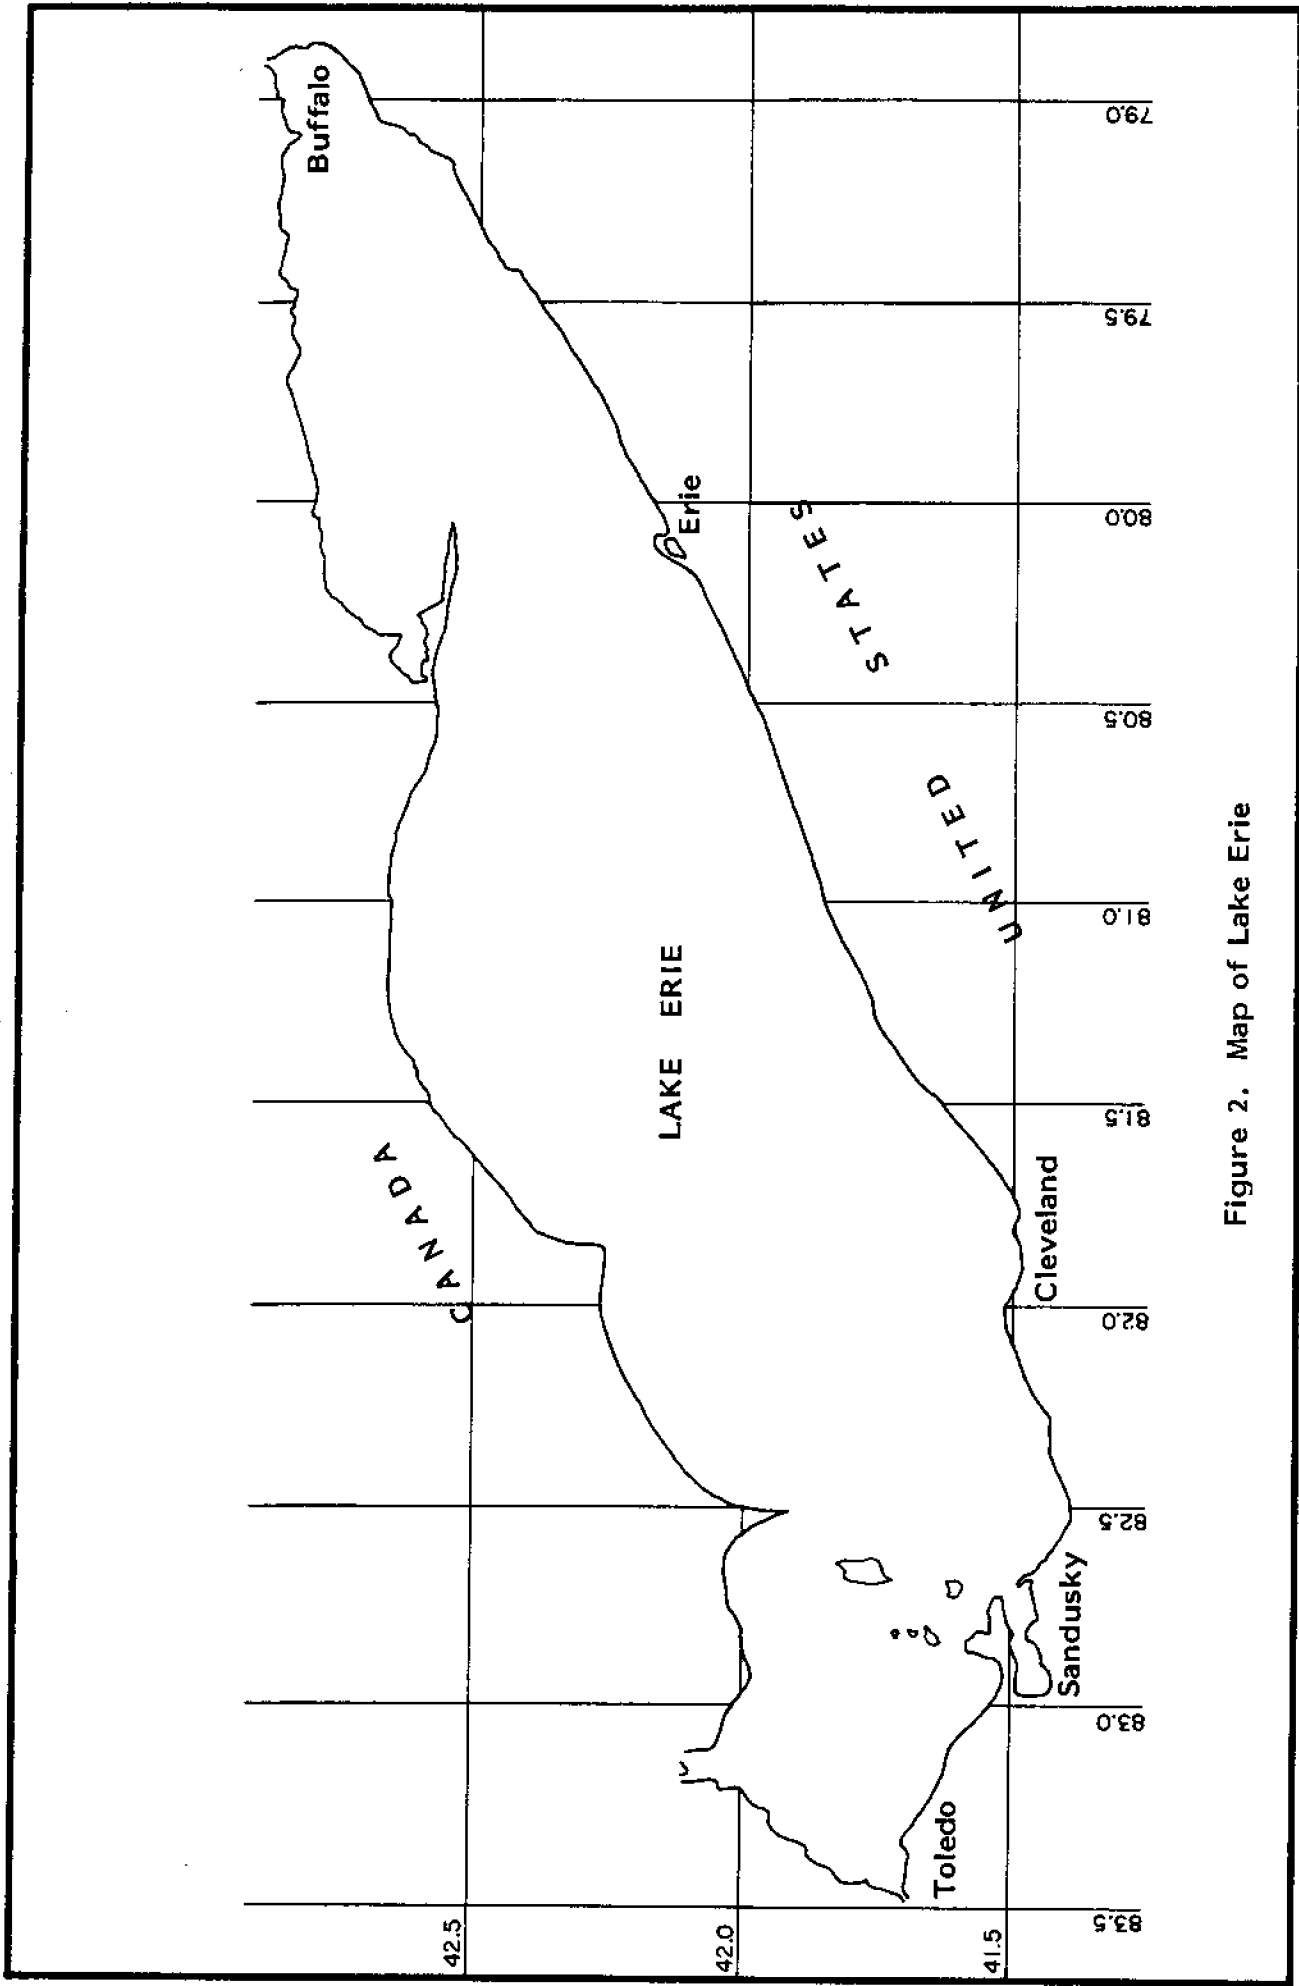 Buffalo
Erie
CANADA
LAKE ERIE
UNITED STATES
Cleveland
Sandusky
Toledo
42.5
42.0
41.5
83.5
83.0
82.5
82.0
81.5
81.0
80.5
80.0
79.5
79.0
Figure 2. Map of Lake Erie